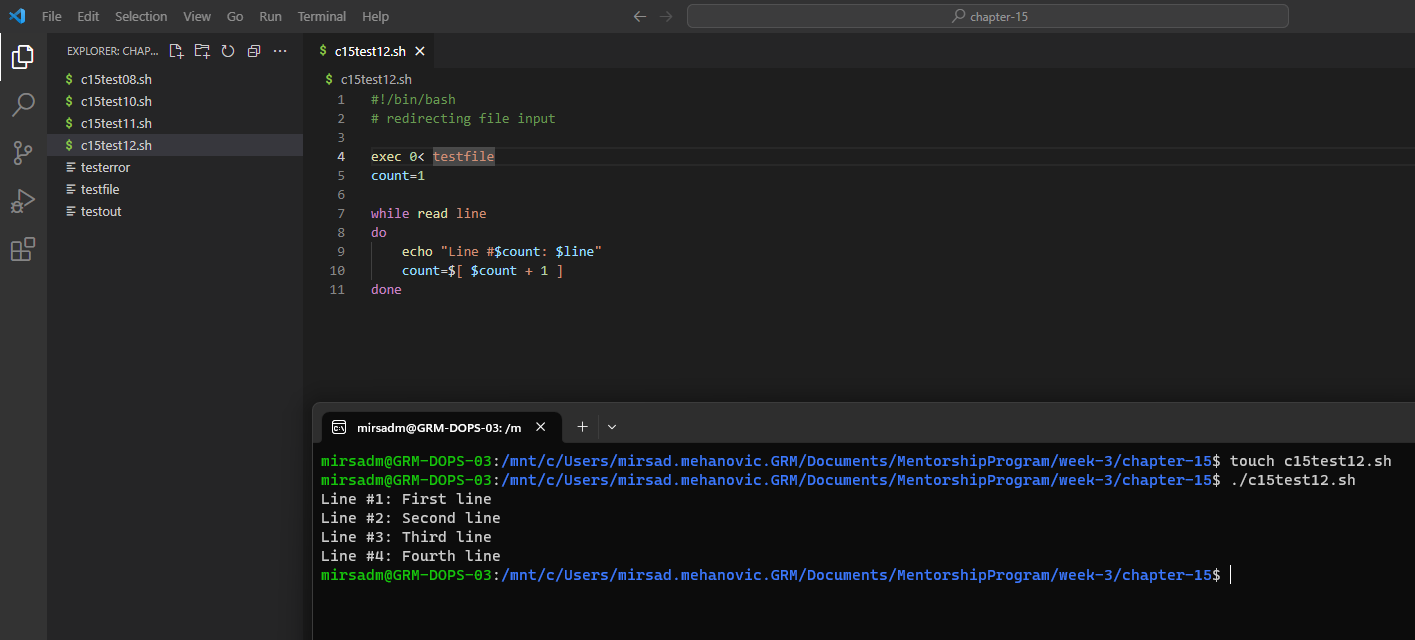 File Edit Selection View Go Run Terminal Help
chapter-15
EXPLORER: CHAP...
c15test08.sh
c15test10.sh
c15test11.sh
c15test12.sh
testerror
testfile
testout
$ c15test12.sh
$ c15test12.sh
1 #!/bin/bash
2 # redirecting file input
3
4 exec 0< testfile
5 count=1
6
7 while read line
8 do
9 echo "Line #$count: $line"
10 count=$[ $count + 1 ]
11 done
mirsadm@GRM-DOPS-03: /m
mirsadm@GRM-DOPS-03:/mnt/c/Users/mirsad.mehanovic.GRM/Documents/MentorshipProgram/week-3/chapter-15$ touch c15test12.sh
mirsadm@GRM-DOPS-03:/mnt/c/Users/mirsad.mehanovic.GRM/Documents/MentorshipProgram/week-3/chapter-15$ ./c15test12.sh
Line #1: First line
Line #2: Second line
Line #3: Third line
Line #4: Fourth line
mirsadm@GRM-DOPS-03:/mnt/c/Users/mirsad.mehanovic.GRM/Documents/MentorshipProgram/week-3/chapter-15$